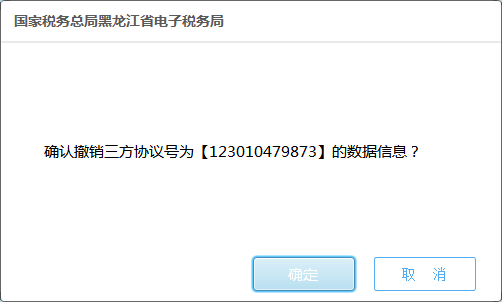 国家税务总局黑龙江省电子税务局
确认撤销三方协议号为【123010479873】的数据信息？
确定 取 消